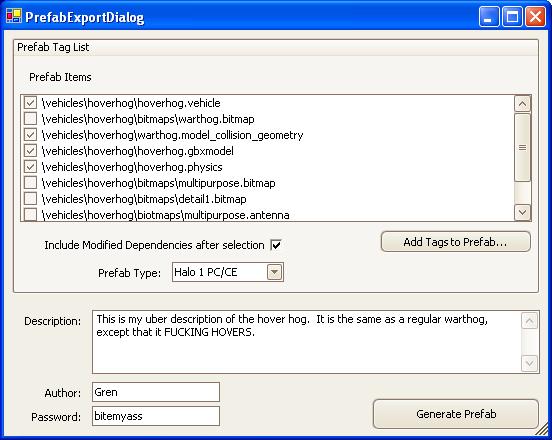 PrefabExportDialog
Prefab Tag List
Prefab Items
\vehicles\hoverhog\hoverhog.vehicle
\vehicles\hoverhog\bitmaps\warthog.bitmap
\vehicles\hoverhog\warthog.model_collision_geometry
\vehicles\hoverhog\hoverhog.gbxmodel
\vehicles\hoverhog\hoverhog.physics
\vehicles\hoverhog\bitmaps\multipurpose.bitmap
\vehicles\hoverhog\bitmaps\detail1.bitmap
\vehicles\hoverhog\biotmaps\multipurpose.antenna
Include Modified Dependencies after selection
Add Tags to Prefab...
Prefab Type: Halo 1 PC/CE
Description: This is my uber description of the hover hog.  It is the same as a regular warthog,
except that it FUCKING HOVERS.
Author: Gren
Password: bitemyass
Generate Prefab